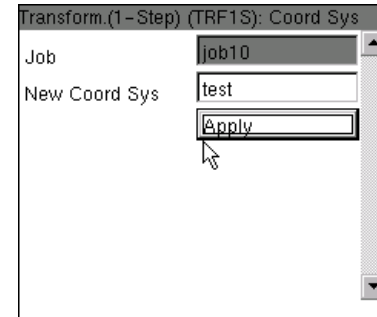 Transform.(1-Step) (TRF1S): Coord Sys
Job job10
New Coord Sys test
Apply